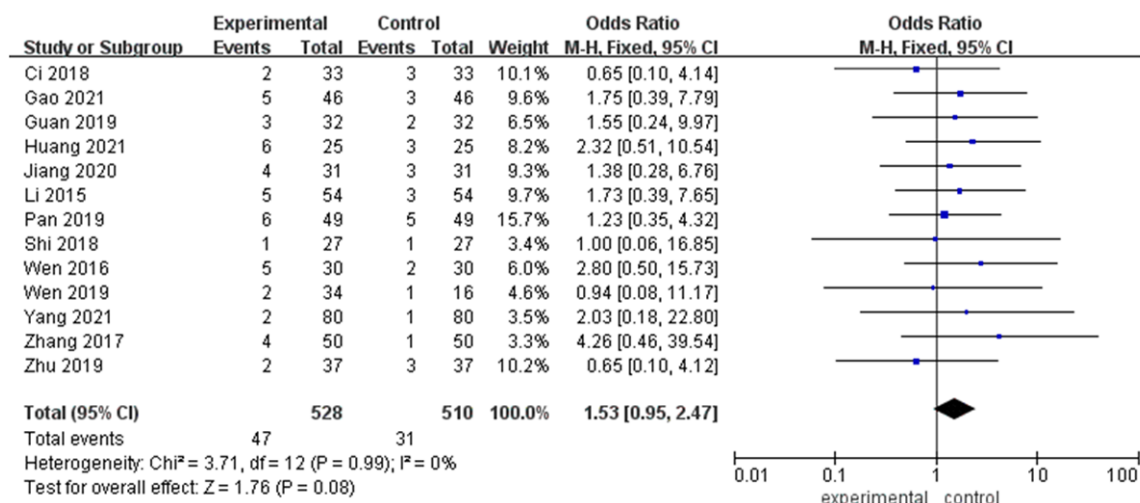 Experimental Control Odds Ratio Odds Ratio
Study or Subgroup Events Total Events Total Weight M-H, Fixed, 95% CI M-H, Fixed, 95% CI
Ci 2018 2 33 3 33 10.1% 0.65 [0.10, 4.14]
Gao 2021 5 46 3 46 9.6% 1.75 [0.39, 7.79]
Guan 2019 3 32 2 32 6.5% 1.55 [0.24, 9.97]
Huang 2021 6 25 3 25 8.2% 2.32 [0.51, 10.54]
Jiang 2020 4 31 3 31 9.3% 1.38 [0.28, 6.76]
Li 2015 5 54 3 54 9.7% 1.73 [0.39, 7.65]
Pan 2019 6 49 5 49 15.7% 1.23 [0.35, 4.32]
Shi 2018 1 27 1 27 3.4% 1.00 [0.06, 16.85]
Wen 2016 5 30 2 30 6.0% 2.80 [0.50, 15.73]
Wen 2019 2 34 1 16 4.6% 0.94 [0.08, 11.17]
Yang 2021 2 80 1 80 3.5% 2.03 [0.18, 22.80]
Zhang 2017 4 50 1 50 3.3% 4.26 [0.46, 39.54]
Zhu 2019 2 37 3 37 10.2% 0.65 [0.10, 4.12]
Total (95% CI) 528 510 100.0% 1.53 [0.95, 2.47]
Total events 47 31
Heterogeneity: Chi² = 3.71, df = 12 (P = 0.99); I² = 0%
Test for overall effect: Z = 1.76 (P = 0.08)
0.01 0.1 1 10 100
experimental control